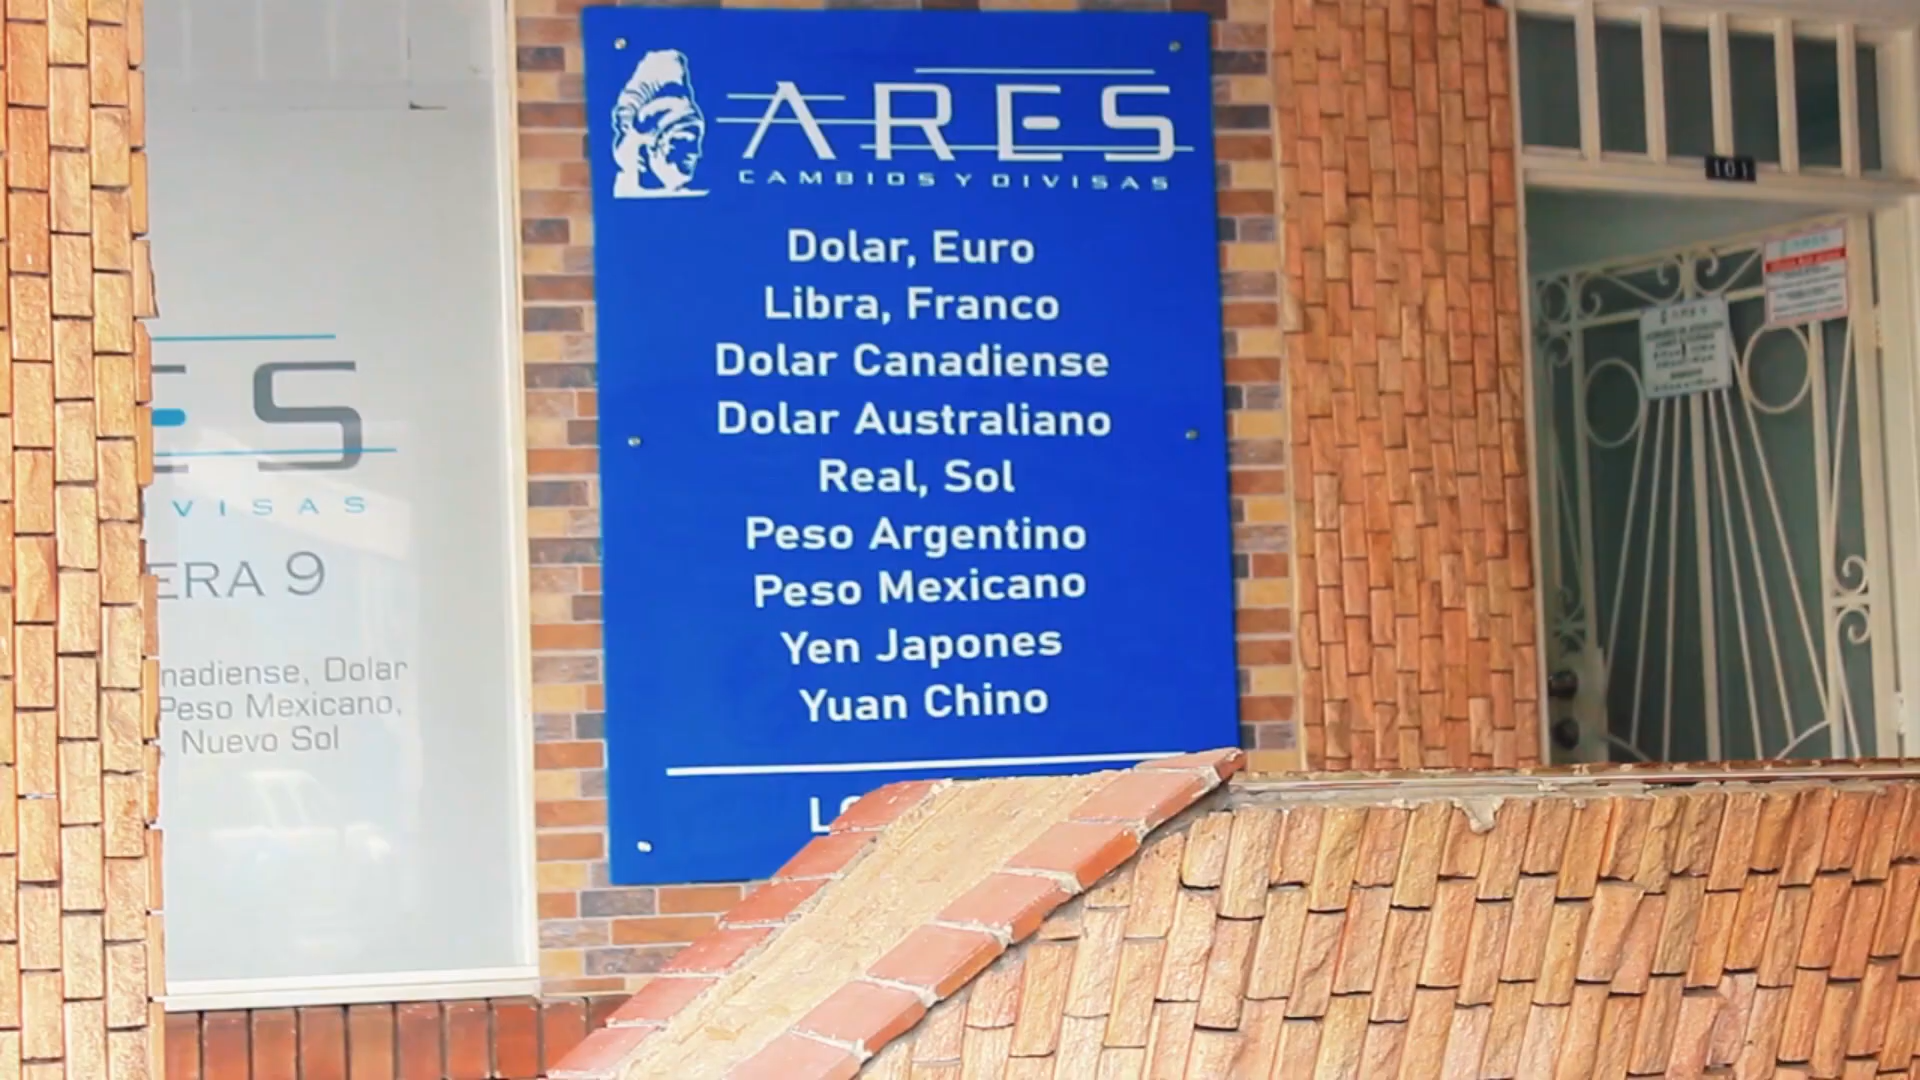 ARES
CAMBIOS Y DIVISAS
Dolar, Euro
Libra, Franco
Dolar Canadiense
Dolar Australiano
Real, Sol
Peso Argentino
Peso Mexicano
Yen Japones
Yuan Chino
ES
VISAS
ERA 9
nadiense, Dolar
Peso Mexicano,
Nuevo Sol
101